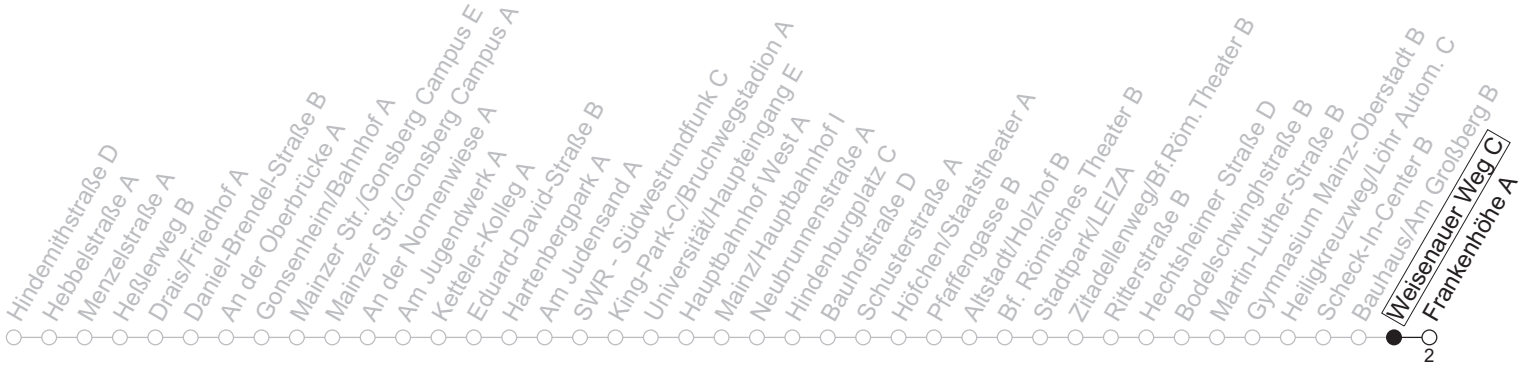 Hindemithstraße D
Hebbelstraße A
Menzelstraße A
Heßlerweg B
Drais/Friedhof A
Daniel-Brendel-Straße B
An der Oberbrücke A
Gonsenheim/Bahnhof A
Mainzer Str./Gonsberg Campus E
Mainzer Str./Gonsberg Campus A
An der Nonnenwiese A
Am Jugendwerk A
Ketteler-Kolleg A
Eduard-David-Straße B
Hartenbergpark A
Am Judensand A
SWR - Südwestrundfunk C
King-Park-C/Bruchwegstadion A
Universität/Haupteingang E
Hauptbahnhof West A
Mainz/Hauptbahnhof I
Neubrunnenstraße A
Hindenburgplatz C
Bauhofstraße D
Schusterstraße A
Höfchen/Staatstheater A
Pfaffengasse B
Altstadt/Holzhof B
Bf. Römisches Theater B
Stadtpark/LEIZA
Zitadellenweg/Bf.Röm. Theater B
Ritterstraße B
Hechtsheimer Straße D
Bodelschwinghstraße B
Martin-Luther-Straße B
Gymnasium Mainz-Oberstadt B
Heiligkreuzweg/Löhr Autom. C
Scheck-In-Center B
Bauhaus/Am Großberg B
Weisenauer Weg C
Frankenhöhe A
2